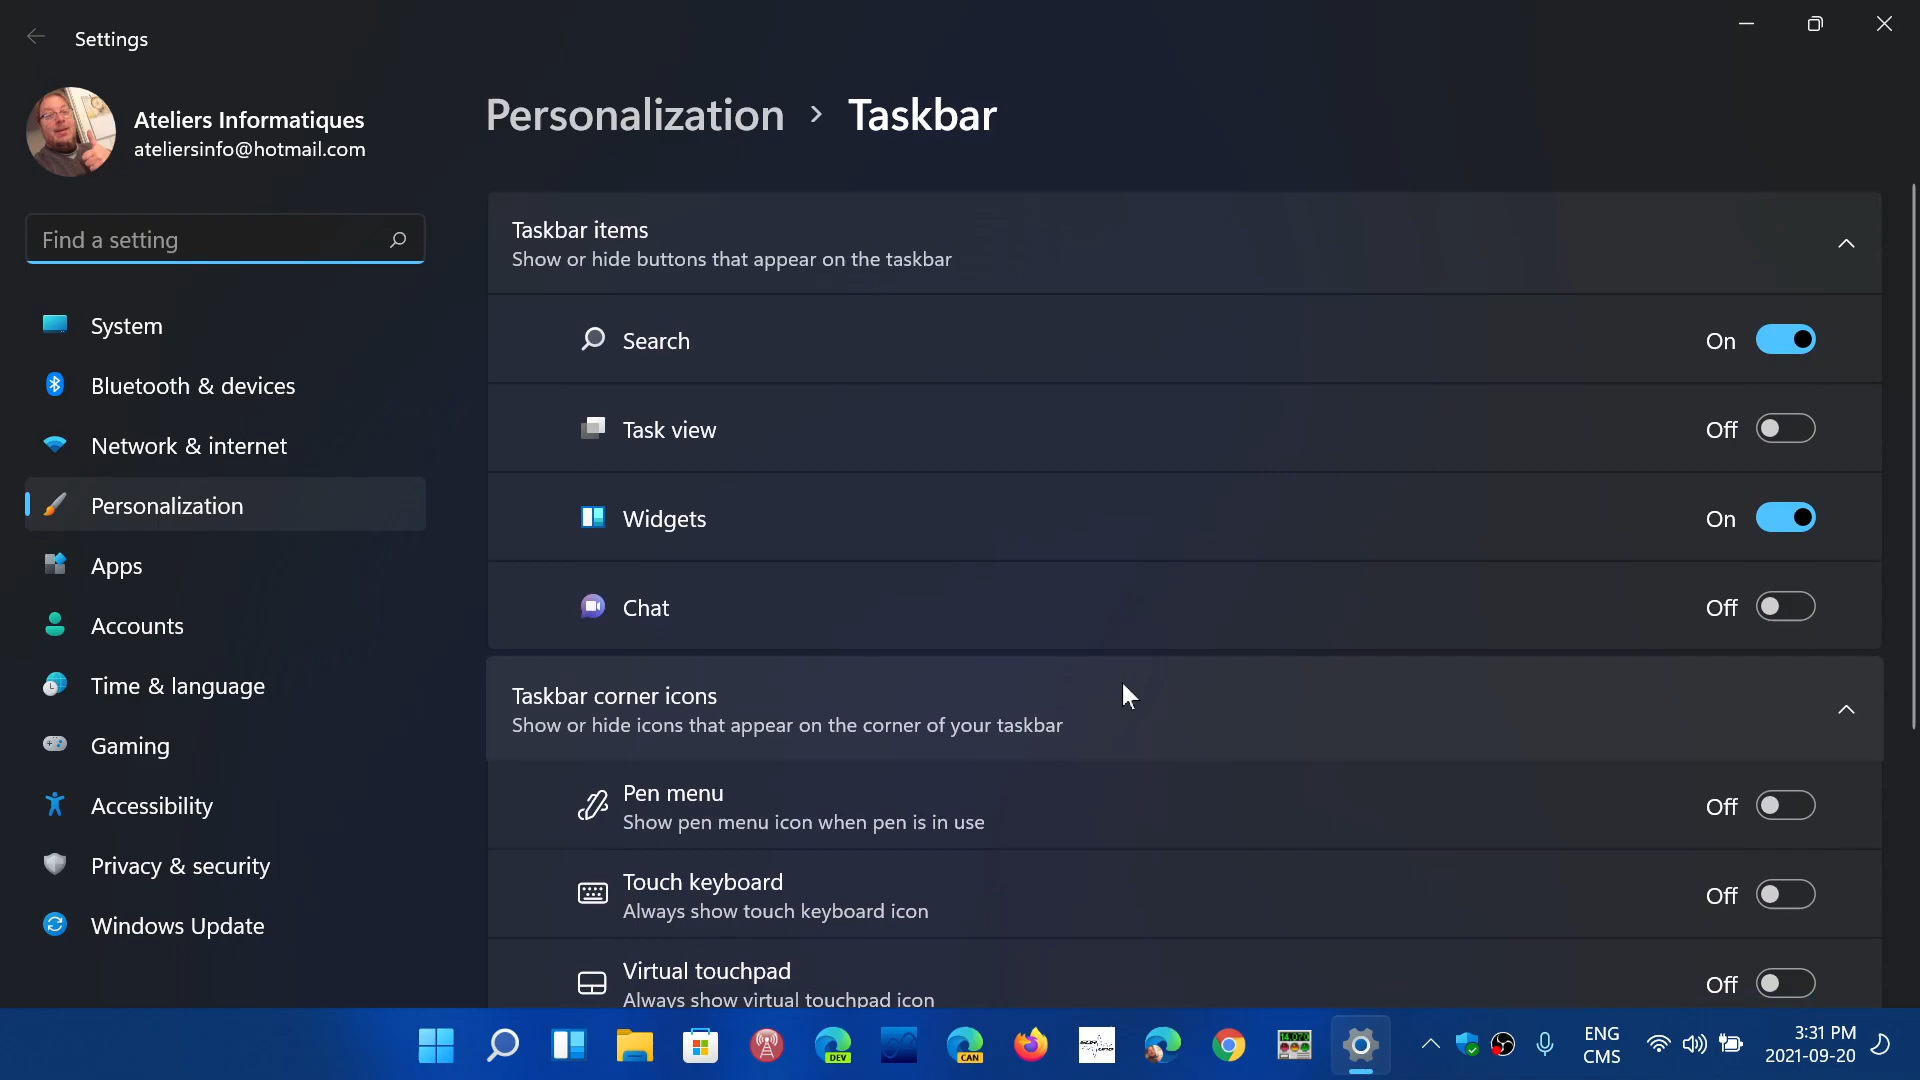 Settings
Ateliers Informatiques
ateliersinfo@hotmail.com
Find a setting
System
Bluetooth & devices
Network & internet
Personalization
Apps
Accounts
Time & language
Gaming
Accessibility
Privacy & security
Windows Update
Personalization > Taskbar
Taskbar items
Show or hide buttons that appear on the taskbar
Search On
Task view Off
Widgets On
Chat Off
Taskbar corner icons
Show or hide icons that appear on the corner of your taskbar
Pen menu
Show pen menu icon when pen is in use
Off
Touch keyboard
Always show touch keyboard icon
Off
Virtual touchpad
Always show virtual touchpad icon
Off
DEV
CAN
ENG
CMS
3:31 PM
2021-09-20